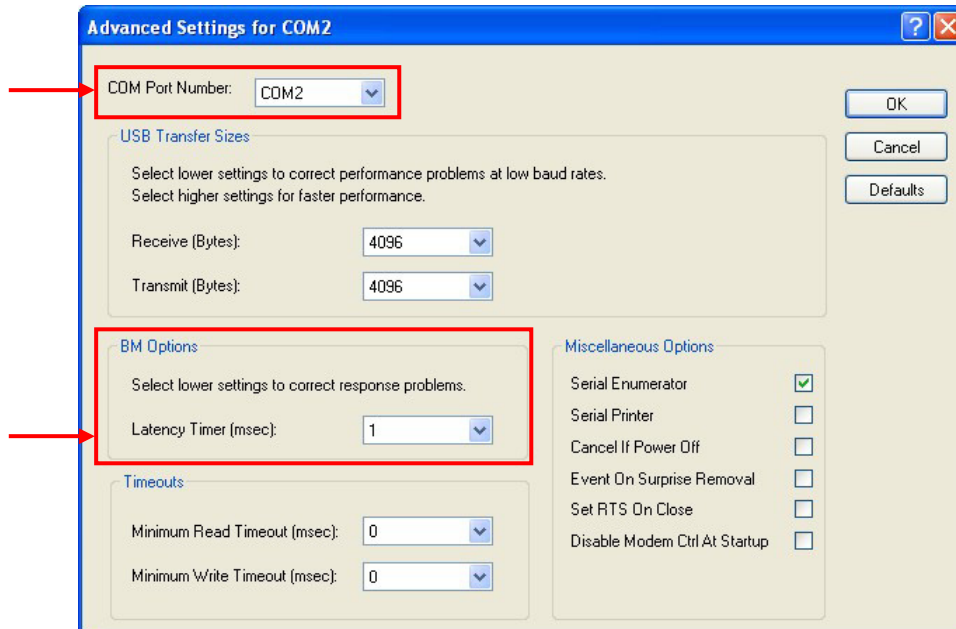 Advanced Settings for COM2
COM Port Number: COM2
OK
Cancel
Defaults
USB Transfer Sizes
Select lower settings to correct performance problems at low baud rates.
Select higher settings for faster performance.
Receive (Bytes): 4096
Transmit (Bytes): 4096
BM Options
Select lower settings to correct response problems.
Latency Timer (msec): 1
Timeouts
Minimum Read Timeout (msec): 0
Minimum Write Timeout (msec): 0
Miscellaneous Options
Serial Enumerator
Serial Printer
Cancel If Power Off
Event On Surprise Removal
Set RTS On Close
Disable Modem Ctrl At Startup